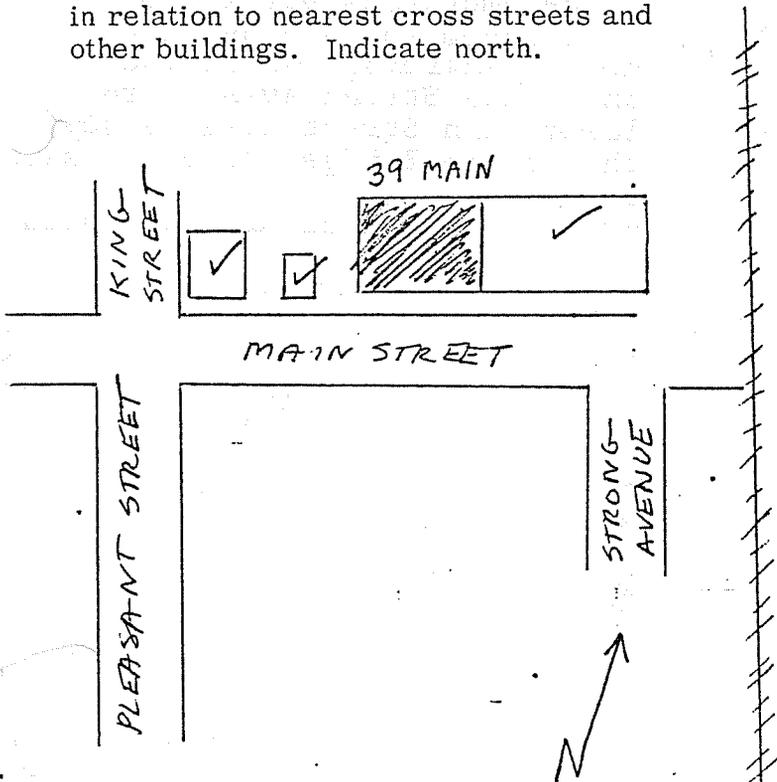 in relation to nearest cross streets and
other buildings. Indicate north.
39 MAIN
KING
STREET
MAIN STREET
PLEASANT STREET
STRONG
AVENUE
N